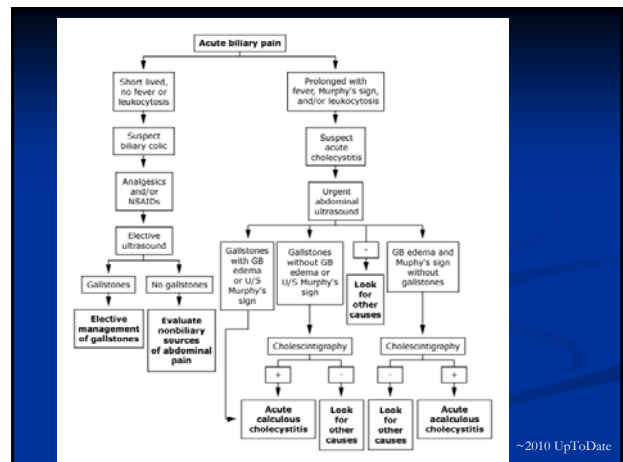 Acute biliary pain
Short lived,
no fever or
leukocytosis
Prolonged with
fever, Murphy's sign,
and/or leukocytosis
Suspect
biliary colic
Suspect
acute
cholecystitis
Analgesics
and/or
NSAIDs
Urgent
abdominal
ultrasound
Elective
ultrasound
Gallstones
with GB
edema
or U/S
Murphy's
sign
Gallstones
without GB
edema or
U/S Murphy's
sign
-
GB edema and
Muphy's sign
without
gallstones
Look
for
other
causes
Gallstones
No gallstones
Elective
management
of gallstones
Evaluate
nonbiliary
sources
of abdominal
pain
Cholescintigraphy
Cholescintigraphy
+
-
-
+
Acute
calculous
cholecystitis
Look
for
other
causes
Look
for
other
causes
Acute
acalculous
cholecystitis
~2010 UpToDate